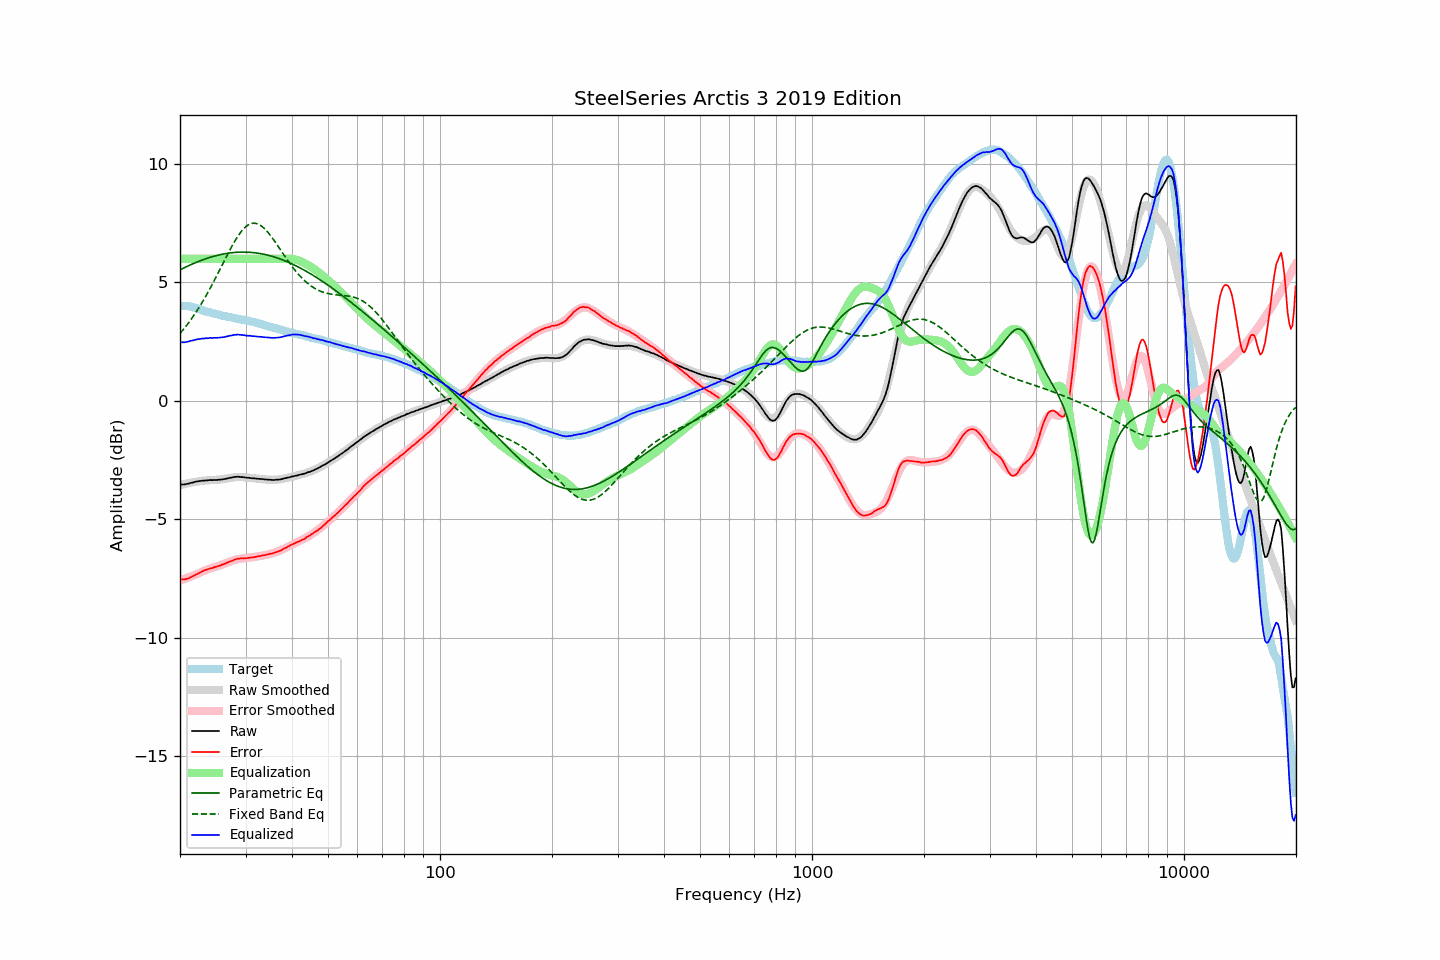 SteelSeries Arctis 3 2019 Edition
10
5
0
−5
−10
−15
Amplitude (dBr)
Target
Raw Smoothed
Error Smoothed
Raw
Error
Equalization
Parametric Eq
Fixed Band Eq
Equalized
100
1000
10000
Frequency (Hz)